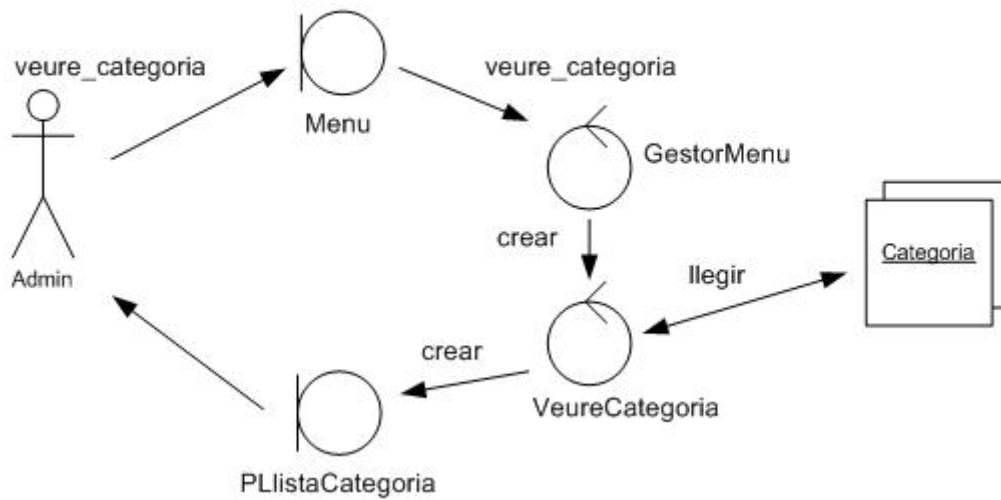 veure_categoria
Menu
veure_categoria
GestorMenu
Admin
crear
Categoria
llegir
crear
VeureCategoria
PLlistaCategoria